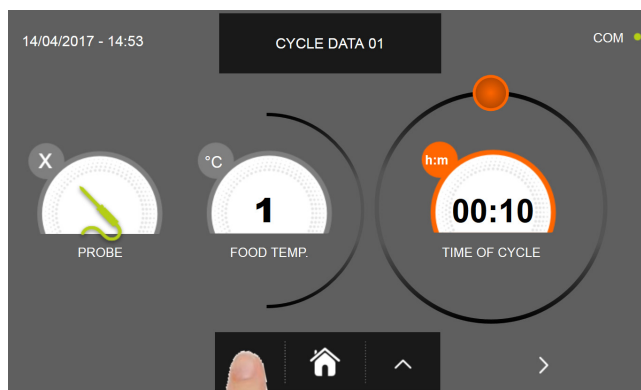 14/04/2017 - 14:53
CYCLE DATA 01
COM
X
°C
h:m
1
00:10
PROBE
FOOD TEMP.
TIME OF CYCLE